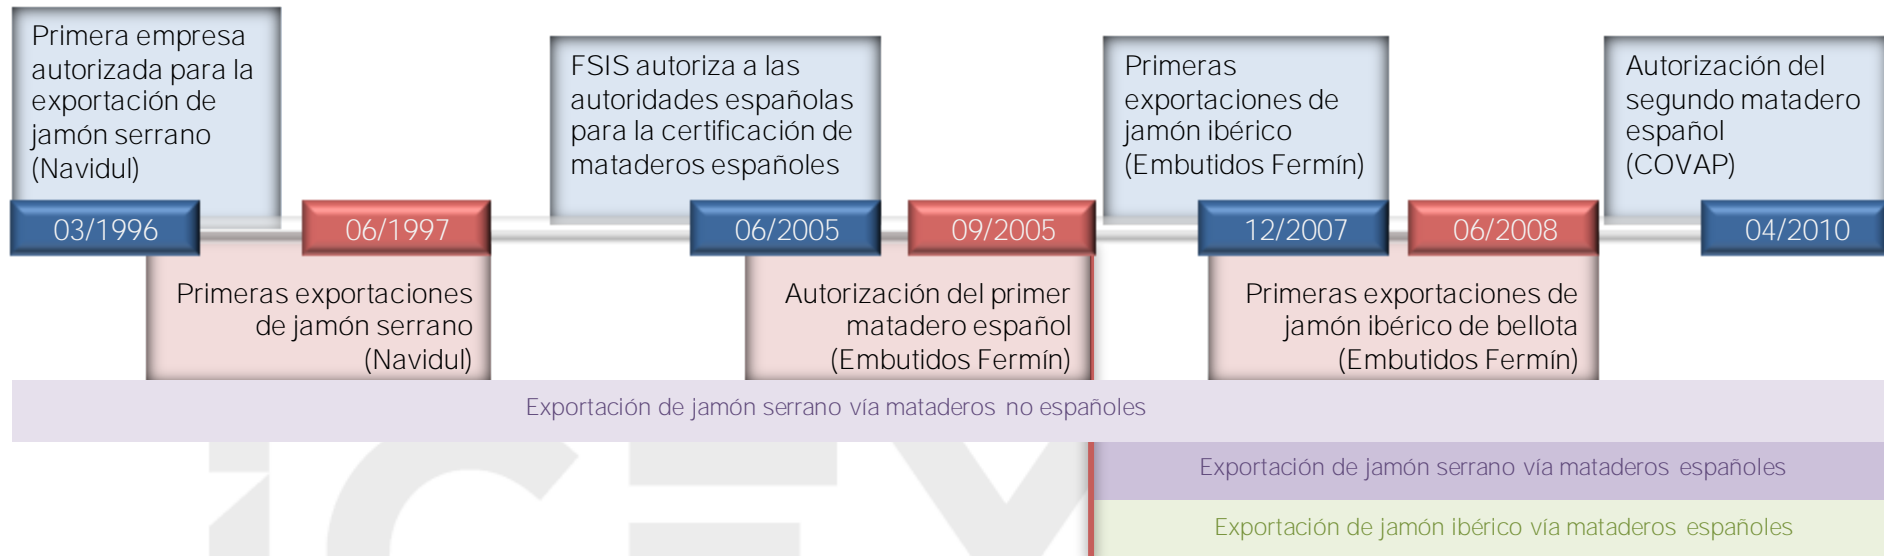 Primera empresa
autorizada para la
exportación de
jamón serrano
(Navidul)
FSIS autoriza a las
autoridades españolas
para la certificación de
mataderos españoles
Primeras
exportaciones de
jamón ibérico
(Embutidos Fermín)
Autorización del
segundo matadero
español
(COVAP)
03/1996
06/1997
06/2005
09/2005
12/2007
06/2008
04/2010
Primeras exportaciones
de jamón serrano
(Navidul)
Autorización del primer
matadero español
(Embutidos Fermín)
Primeras exportaciones de
jamón ibérico de bellota
(Embutidos Fermín)
Exportación de jamón serrano vía mataderos no españoles
Exportación de jamón serrano vía mataderos españoles
Exportación de jamón ibérico vía mataderos españoles